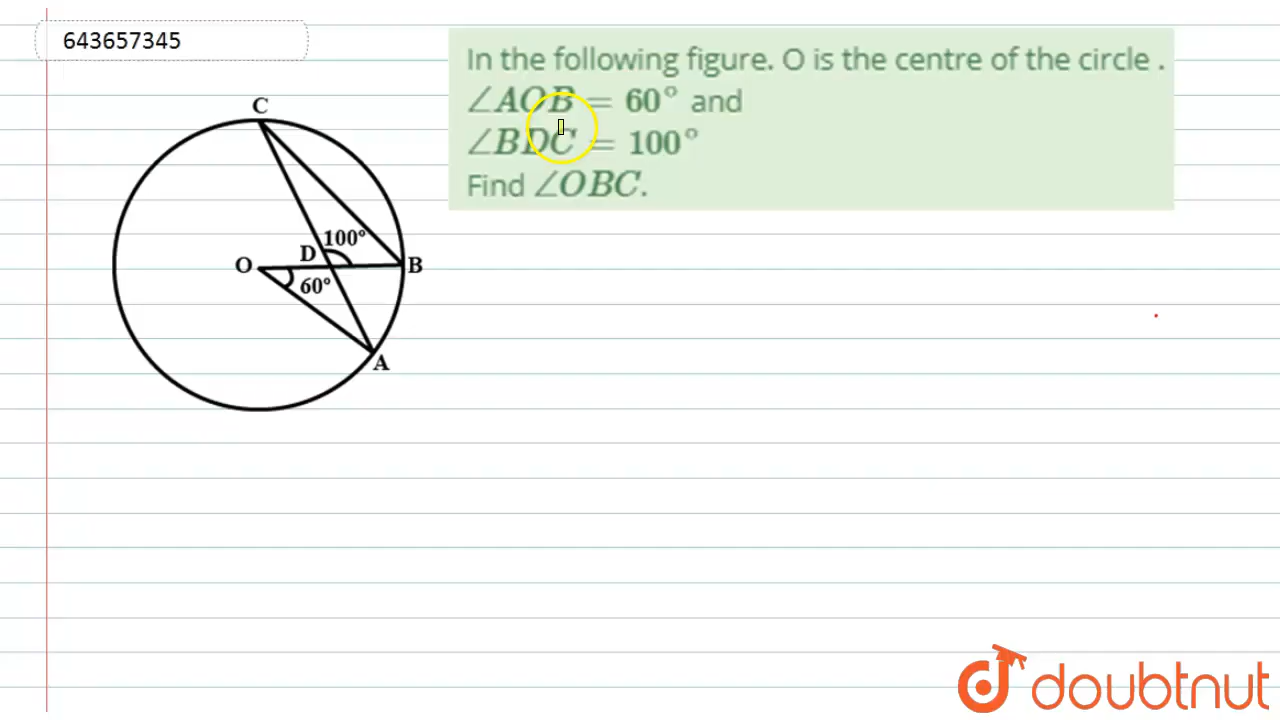 643657345
In the following figure. O is the centre of the circle .
∠AOB = 60° and
∠BDC = 100°
Find ∠OBC.
C
100°
D
O
B
60°
A
doubtnut